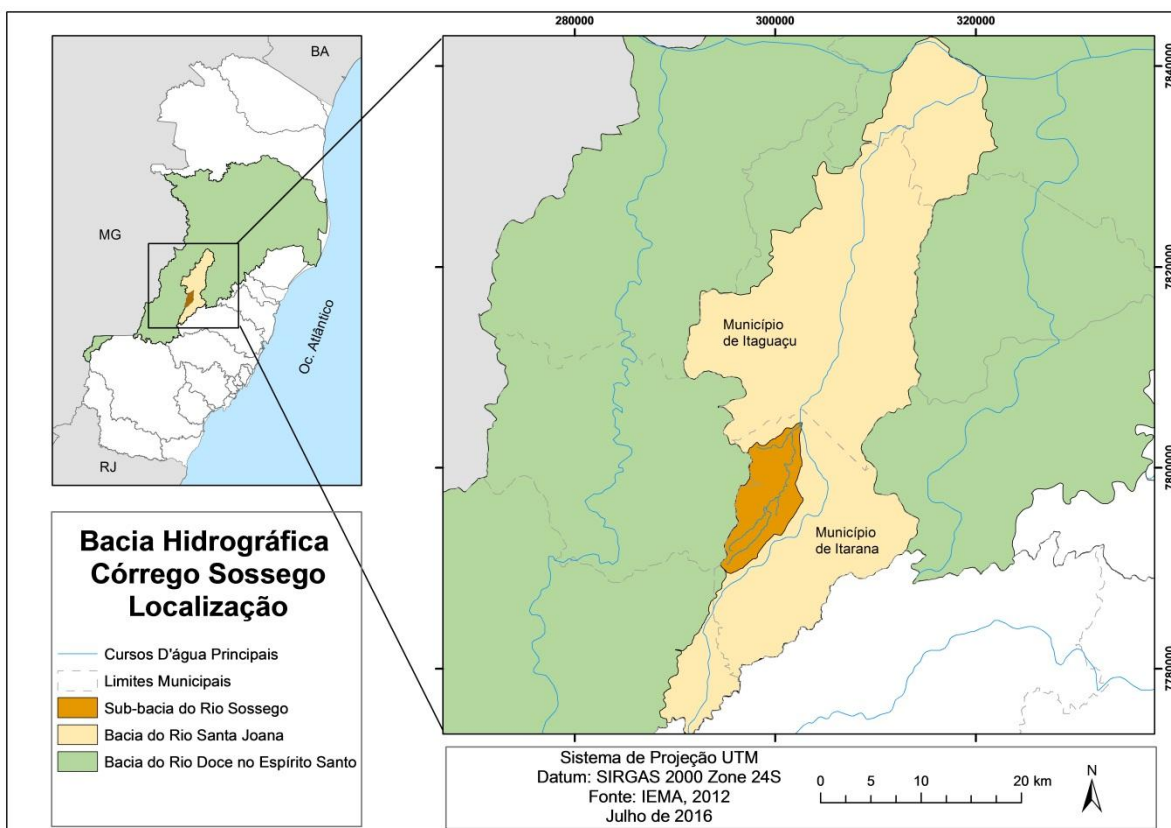 280000
300000
320000
BA
MG
Oc. Atlântico
RJ
7840000
7820000
7800000
7780000
Município
de Itaguaçu
Município
de Itarana
Bacia Hidrográfica
Córrego Sossego
Localização
Cursos D'água Principais
Limites Municipais
Sub-bacia do Rio Sossego
Bacia do Rio Santa Joana
Bacia do Rio Doce no Espírito Santo
Sistema de Projeção UTM
Datum: SIRGAS 2000 Zone 24S
Fonte: IEMA, 2012
Julho de 2016
0 5 10 20 km
N